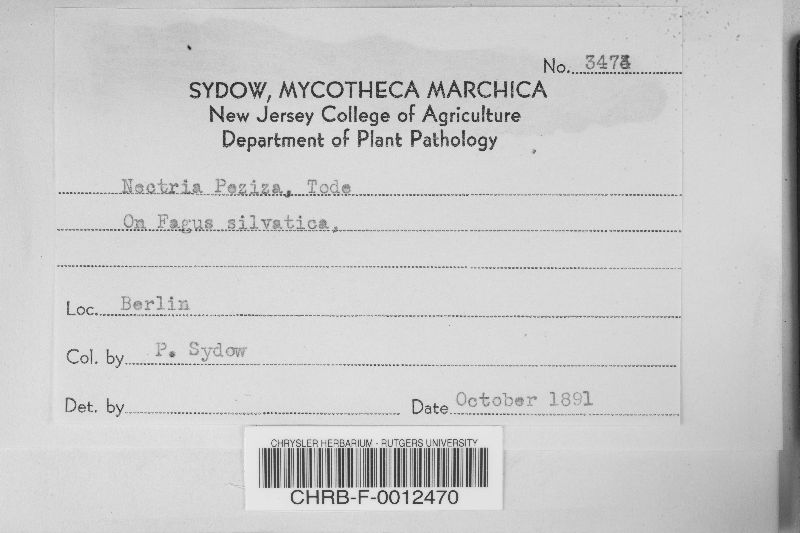 No. 3474
SYDOW, MYCOTHECA MARCHICA
New Jersey College of Agriculture
Department of Plant Pathology
Nectria Peziza, Tode
On Fagus silvatica,
Loc. Berlin
Col. by P. Sydow
Det. by
Date October 1891
CHRYSLER HERBARIUM - RUTGERS UNIVERSITY
CHRB-F-0012470